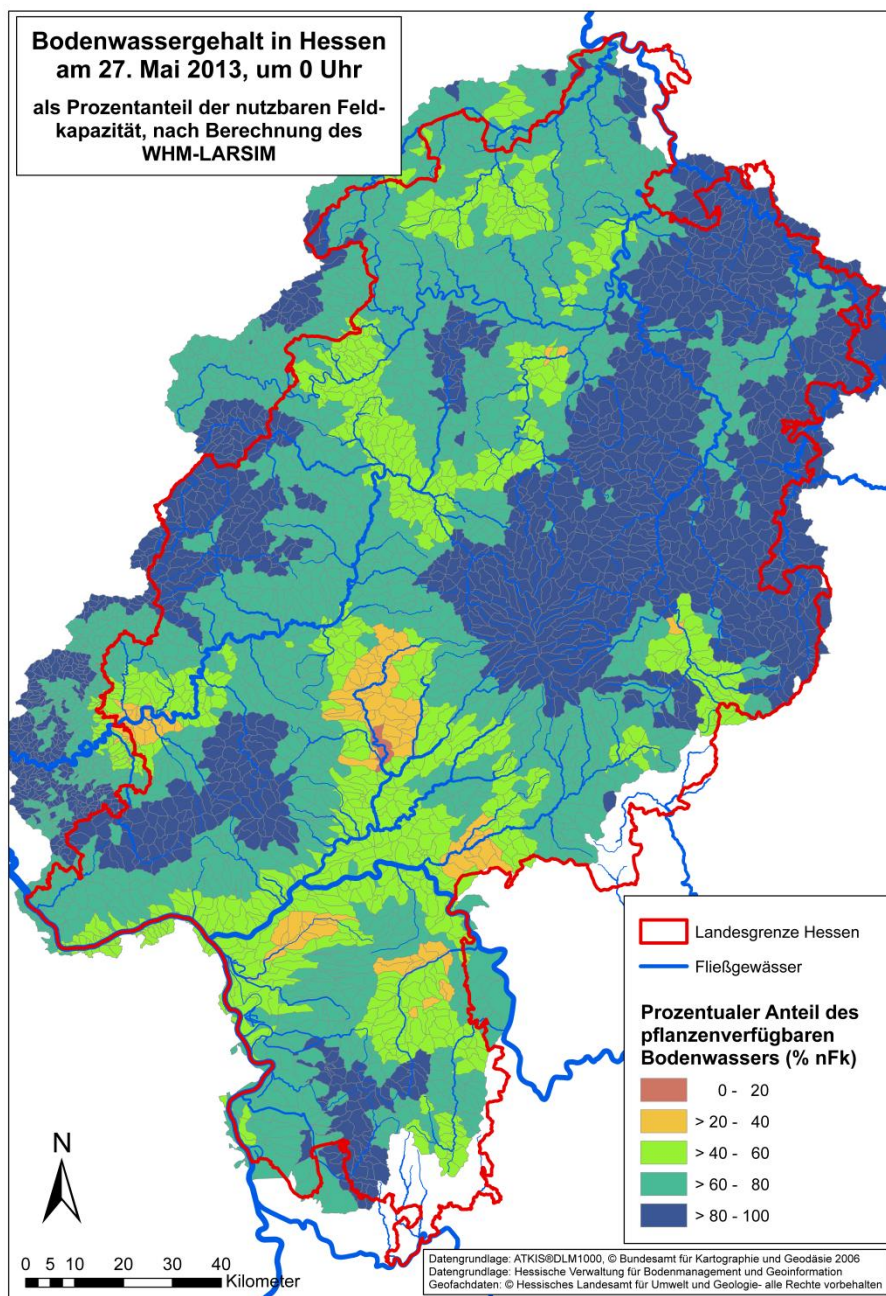 Bodenwassergehalt in Hessen
am 27. Mai 2013, um 0 Uhr
als Prozentanteil der nutzbaren Feld-
kapazität, nach Berechnung des
WHM-LARSIM
Landesgrenze Hessen
Fließgewässer
Prozentualer Anteil des
pflanzenverfügbaren
Bodenwassers (% nFk)
0 - 20
> 20 - 40
> 40 - 60
> 60 - 80
> 80 - 100
N
0 5 10 20 30 40
Kilometer
Datengrundlage: ATKIS®DLM1000, © Bundesamt für Kartographie und Geodäsie 2006
Datengrundlage: Hessische Verwaltung für Bodenmanagement und Geoinformation
Geofachdaten: © Hessisches Landesamt für Umwelt und Geologie- alle Rechte vorbehalten